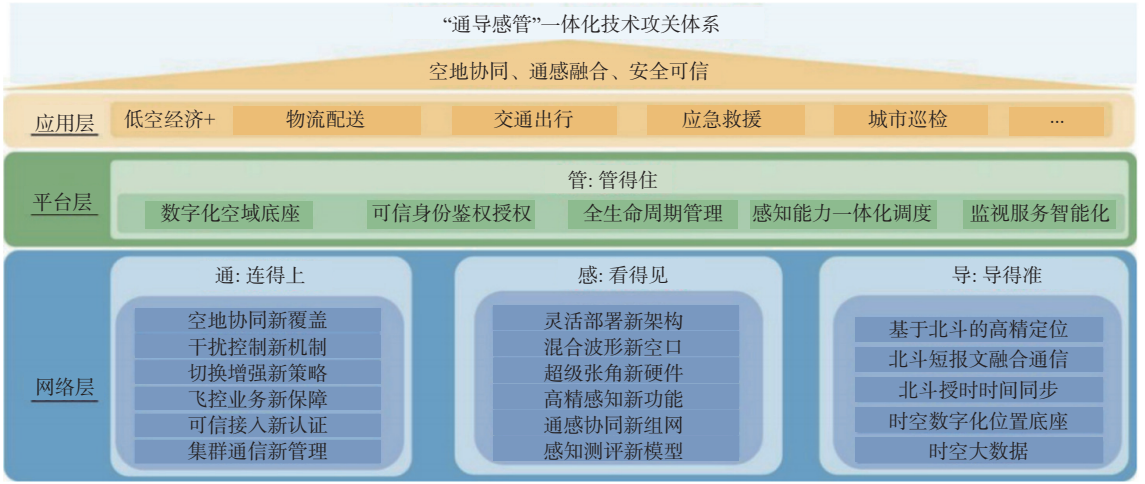 “通导感管”一体化技术攻关体系
空地协同、通感融合、安全可信
应用层
低空经济+
物流配送
交通出行
应急救援
城市巡检
...
平台层
管: 管得住
数字化空域底座
可信身份鉴权授权
全生命周期管理
感知能力一体化调度
监视服务智能化
网络层
通: 连得上
空地协同新覆盖
干扰控制新机制
切换增强新策略
飞控业务新保障
可信接入新认证
集群通信新管理
感: 看得见
灵活部署新架构
混合波形新空口
超级张角新硬件
高精感知新功能
通感协同新组网
感知测评新模型
导: 导得准
基于北斗的高精定位
北斗短报文融合通信
北斗授时时间同步
时空数字化位置底座
时空大数据